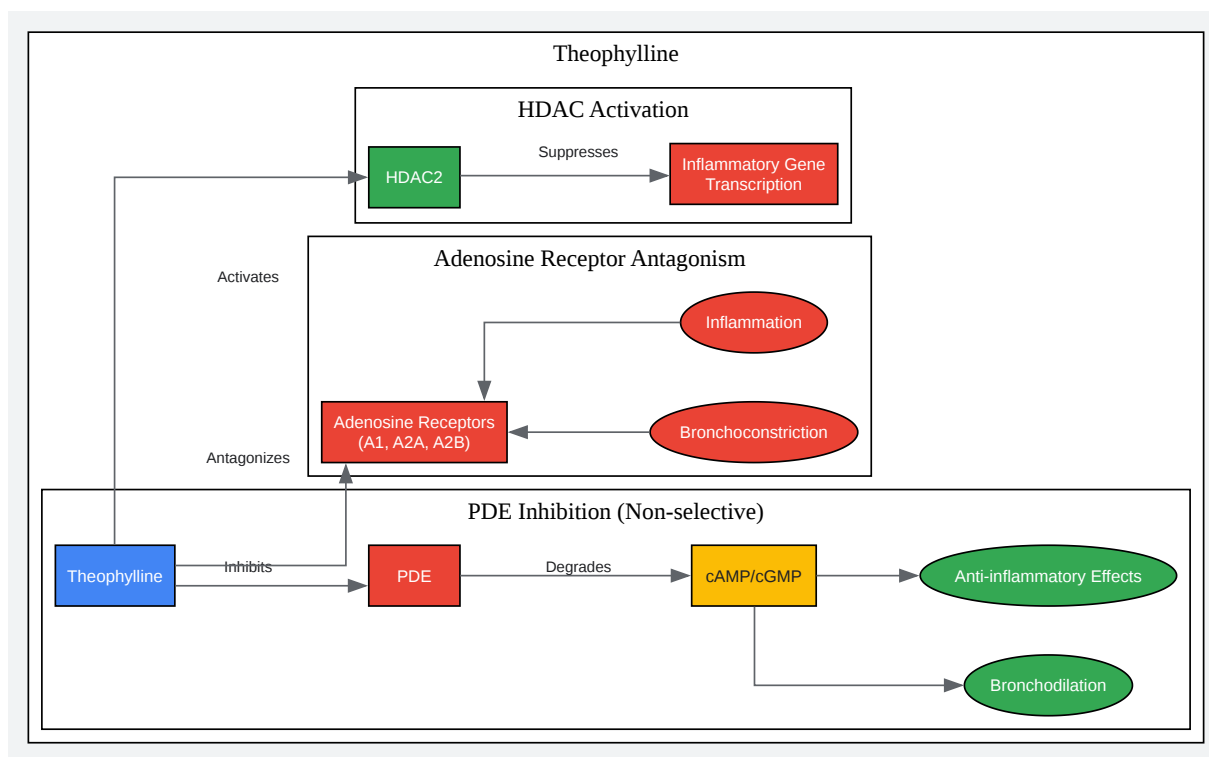 Theophylline
HDAC Activation
Suppresses
HDAC2
Inflammatory Gene
Transcription
Activates
Adenosine Receptor Antagonism
Inflammation
Adenosine Receptors
(A1, A2A, A2B)
Bronchoconstriction
Antagonizes
PDE Inhibition (Non-selective)
Theophylline
Inhibits
PDE
Degrades
cAMP/cGMP
Anti-inflammatory Effects
Bronchodilation